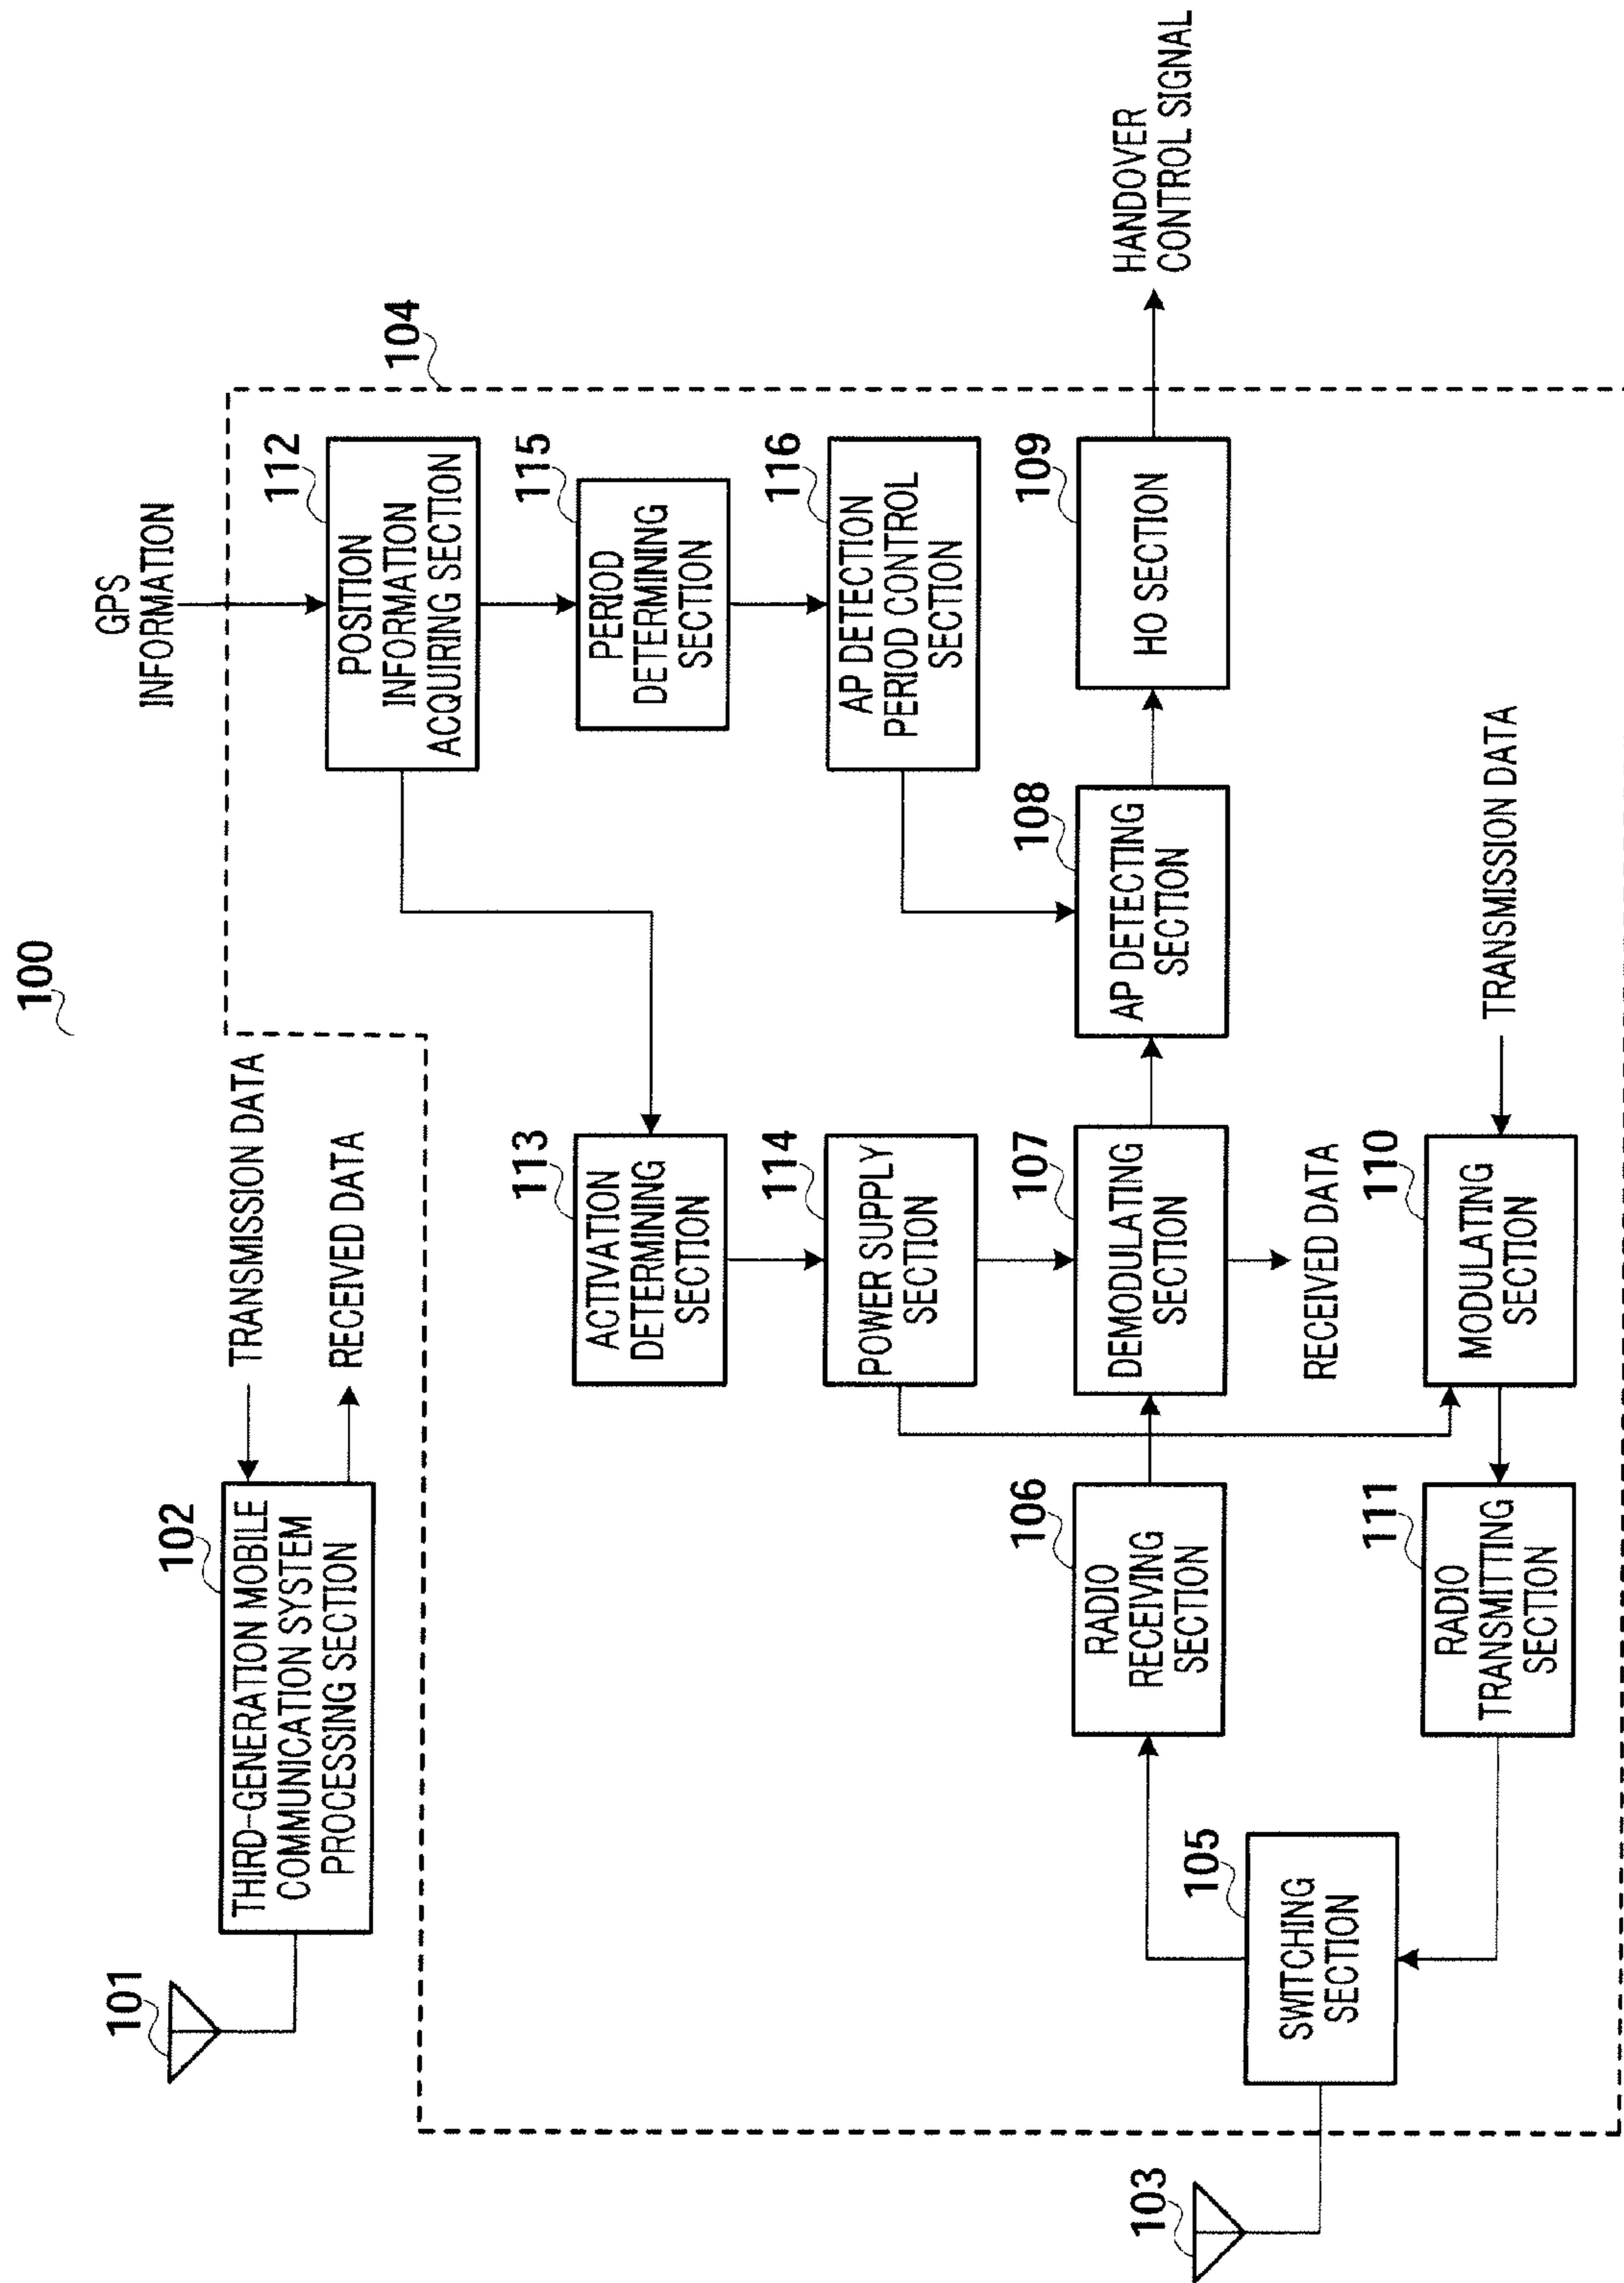 100
101
102
THIRD-GENERATION MOBILE
COMMUNICATION SYSTEM
PROCESSING SECTION
TRANSMISSION DATA
RECEIVED DATA
GPS
INFORMATION
104
112
POSITION
INFORMATION
ACQUIRING SECTION
113
ACTIVATION
DETERMINING
SECTION
115
PERIOD
DETERMINING
SECTION
114
POWER SUPPLY
SECTION
116
AP DETECTION
PERIOD CONTROL
SECTION
103
105
SWITCHING
SECTION
106
RADIO
RECEIVING
SECTION
107
DEMODULATING
SECTION
108
AP DETECTING
SECTION
109
HO SECTION
HANDOVER
CONTROL SIGNAL
RECEIVED DATA
111
RADIO
TRANSMITTING
SECTION
110
MODULATING
SECTION
TRANSMISSION DATA